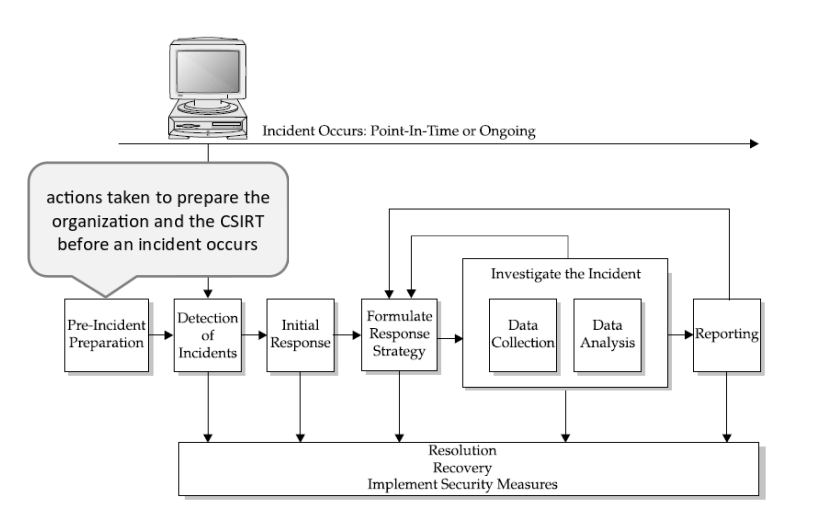 Incident Occurs: Point-In-Time or Ongoing
actions taken to prepare the
organization and the CSIRT
before an incident occurs
Pre-Incident
Preparation
Detection
of
Incidents
Initial
Response
Formulate
Response
Strategy
Investigate the Incident
Data
Collection
Data
Analysis
Reporting
Resolution
Recovery
Implement Security Measures